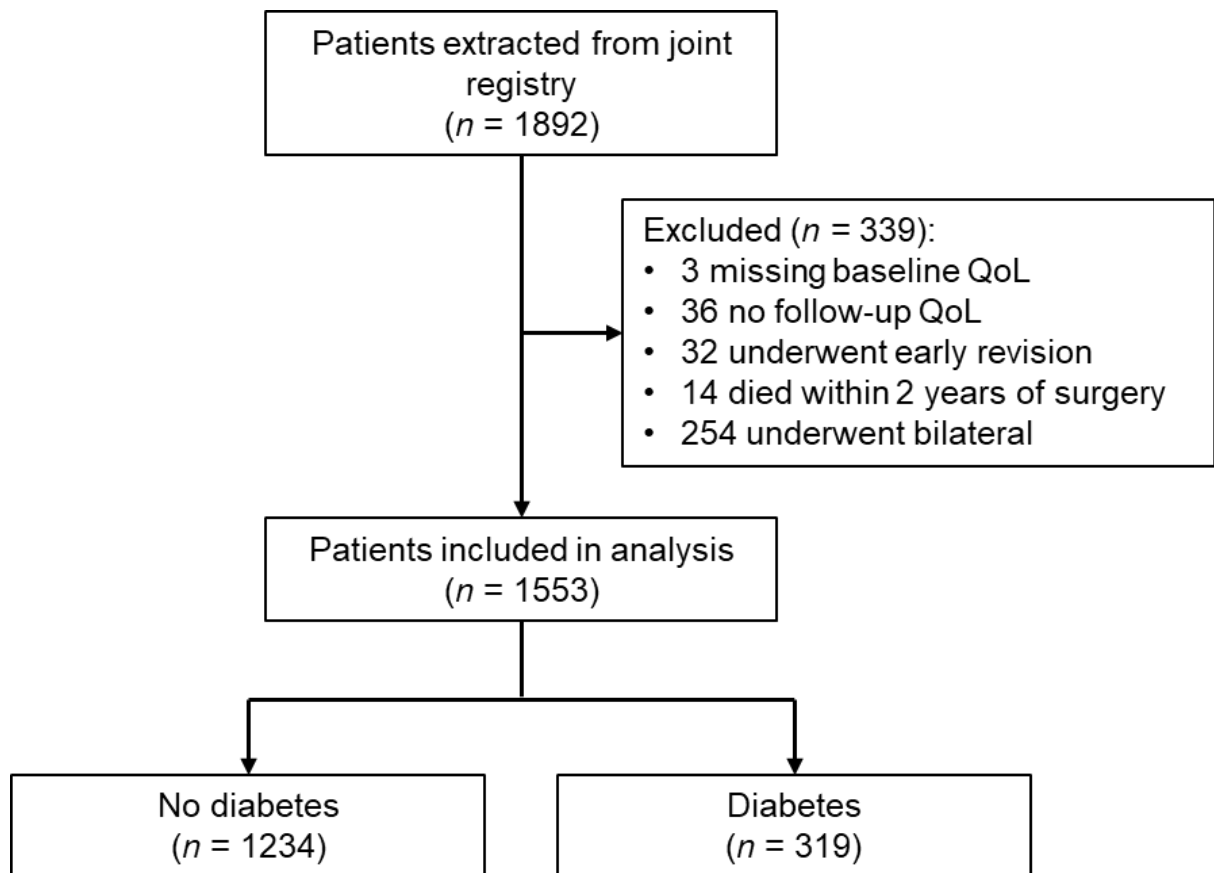 Patients extracted from joint
registry
(n = 1892)
Excluded (n = 339):
• 3 missing baseline QoL
• 36 no follow-up QoL
• 32 underwent early revision
• 14 died within 2 years of surgery
• 254 underwent bilateral
Patients included in analysis
(n = 1553)
No diabetes
(n = 1234)
Diabetes
(n = 319)